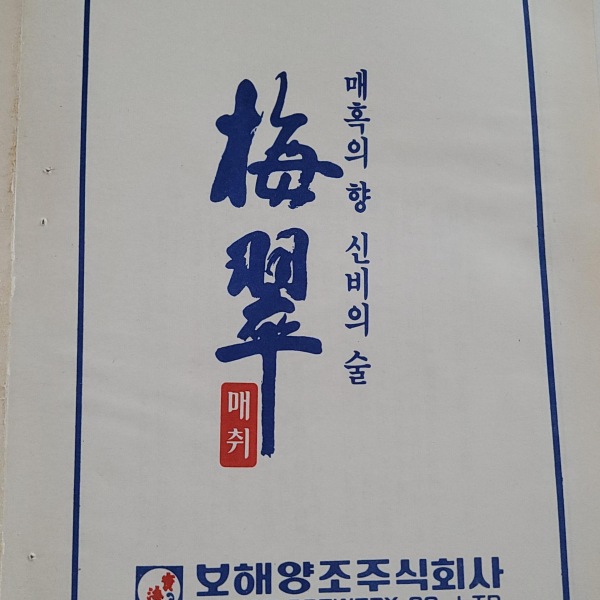 매혹의 향 신비의 술
梅翠
매취
보해양조주식회사